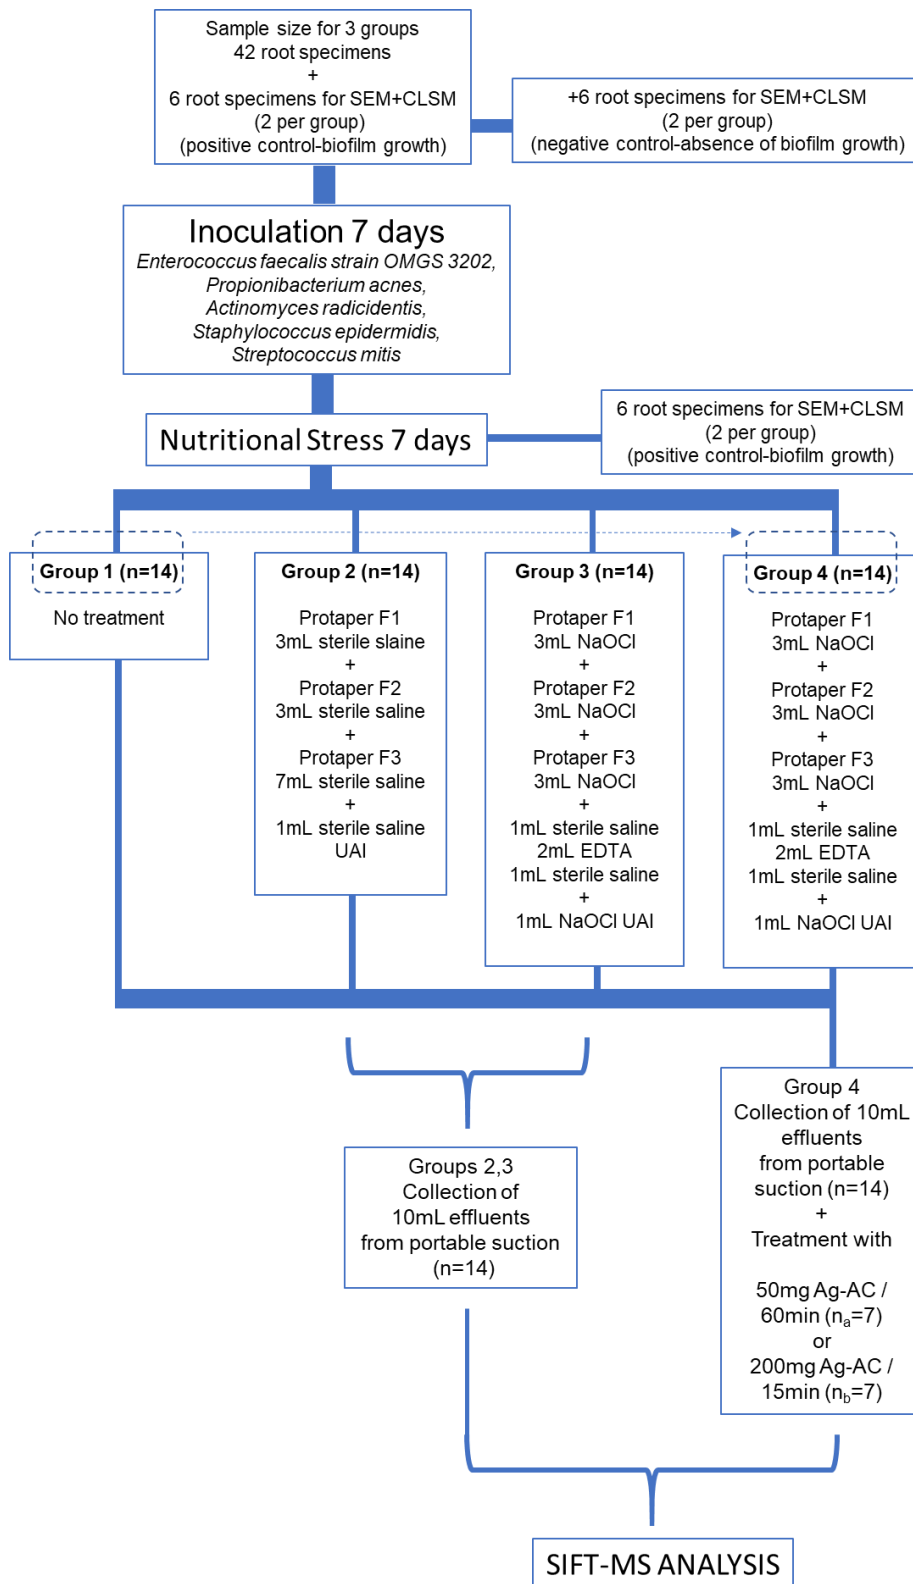 Sample size for 3 groups
42 root specimens
+
6 root specimens for SEM+CLSM
(2 per group)
(positive control-biofilm growth)
+6 root specimens for SEM+CLSM
(2 per group)
(negative control-absence of biofilm growth)
Inoculation 7 days
Enterococcus faecalis strain OMGS 3202,
Propionibacterium acnes,
Actinomyces radicidentis,
Staphylococcus epidermidis,
Streptococcus mitis
Nutritional Stress 7 days
6 root specimens for SEM+CLSM
(2 per group)
(positive control-biofilm growth)
Group 1 (n=14)
No treatment
Group 2 (n=14)
Protaper F1
3mL sterile slaine
+
Protaper F2
3mL sterile saline
+
Protaper F3
7mL sterile saline
+
1mL sterile saline
UAI
Group 3 (n=14)
Protaper F1
3mL NaOCl
+
Protaper F2
3mL NaOCl
+
Protaper F3
3mL NaOCl
+
1mL sterile saline
2mL EDTA
1mL sterile saline
+
1mL NaOCl UAI
Group 4 (n=14)
Protaper F1
3mL NaOCl
+
Protaper F2
3mL NaOCl
+
Protaper F3
3mL NaOCl
+
1mL sterile saline
2mL EDTA
1mL sterile saline
+
1mL NaOCl UAI
Groups 2,3
Collection of
10mL effluents
from portable suction
(n=14)
Group 4
Collection of 10mL
effluents
from portable
suction (n=14)
+
Treatment with
50mg Ag-AC /
60min (na=7)
or
200mg Ag-AC /
15min (nb=7)
SIFT-MS ANALYSIS